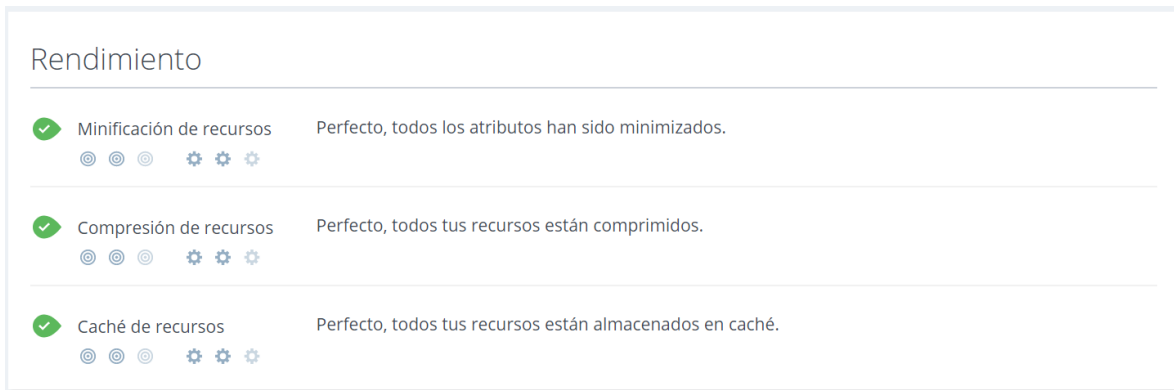 Rendimiento
Minificación de recursos Perfecto, todos los atributos han sido minimizados.
Compresión de recursos Perfecto, todos tus recursos están comprimidos.
Caché de recursos Perfecto, todos tus recursos están almacenados en caché.